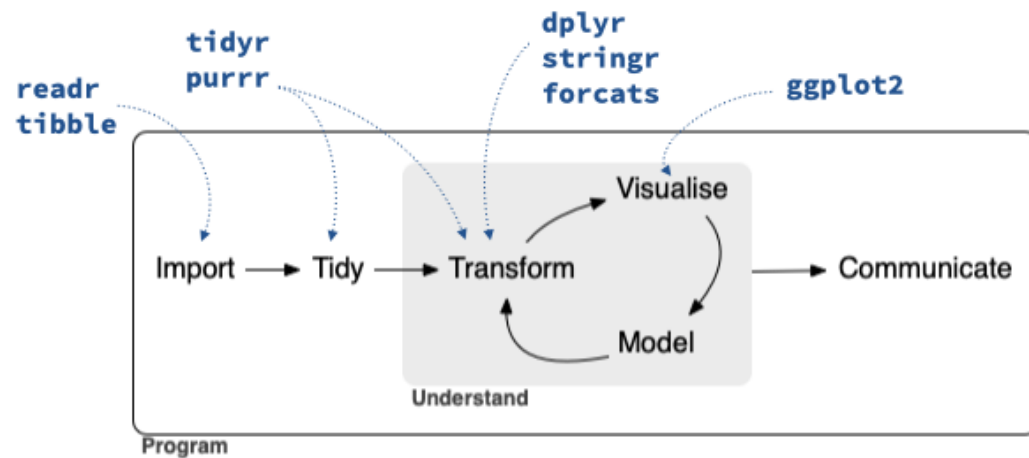 dplyr
tidyr
stringr
purrr
forcats
ggplot2
readr
tibble
Visualise
Import
Tidy
Transform
Communicate
Model
Understand
Program